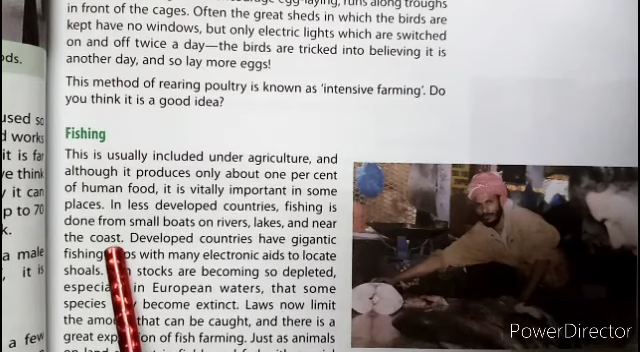 in front of the cages. Often the great sheds in which the birds are
kept have no windows, but only electric lights which are switched
on and off twice a day—the birds are tricked into believing it is
another day, and so lay more eggs!
This method of rearing poultry is known as 'intensive farming'. Do
you think it is a good idea?
Fishing
This is usually included under agriculture, and
although it produces only about one per cent
of human food, it is vitally important in some
places. In less developed countries, fishing is
done from small boats on rivers, lakes, and near
the coast. Developed countries have gigantic
fishing with many electronic aids to locate
shoals. stocks are becoming so depleted,
in European waters, that some
species become extinct. Laws now limit
the that can be caught, and there is a
great of fish farming. Just as animals
ods.
used so
works
it is far
ve think
it can
p to 70
k.
a male
it is
a few
PowerDirector